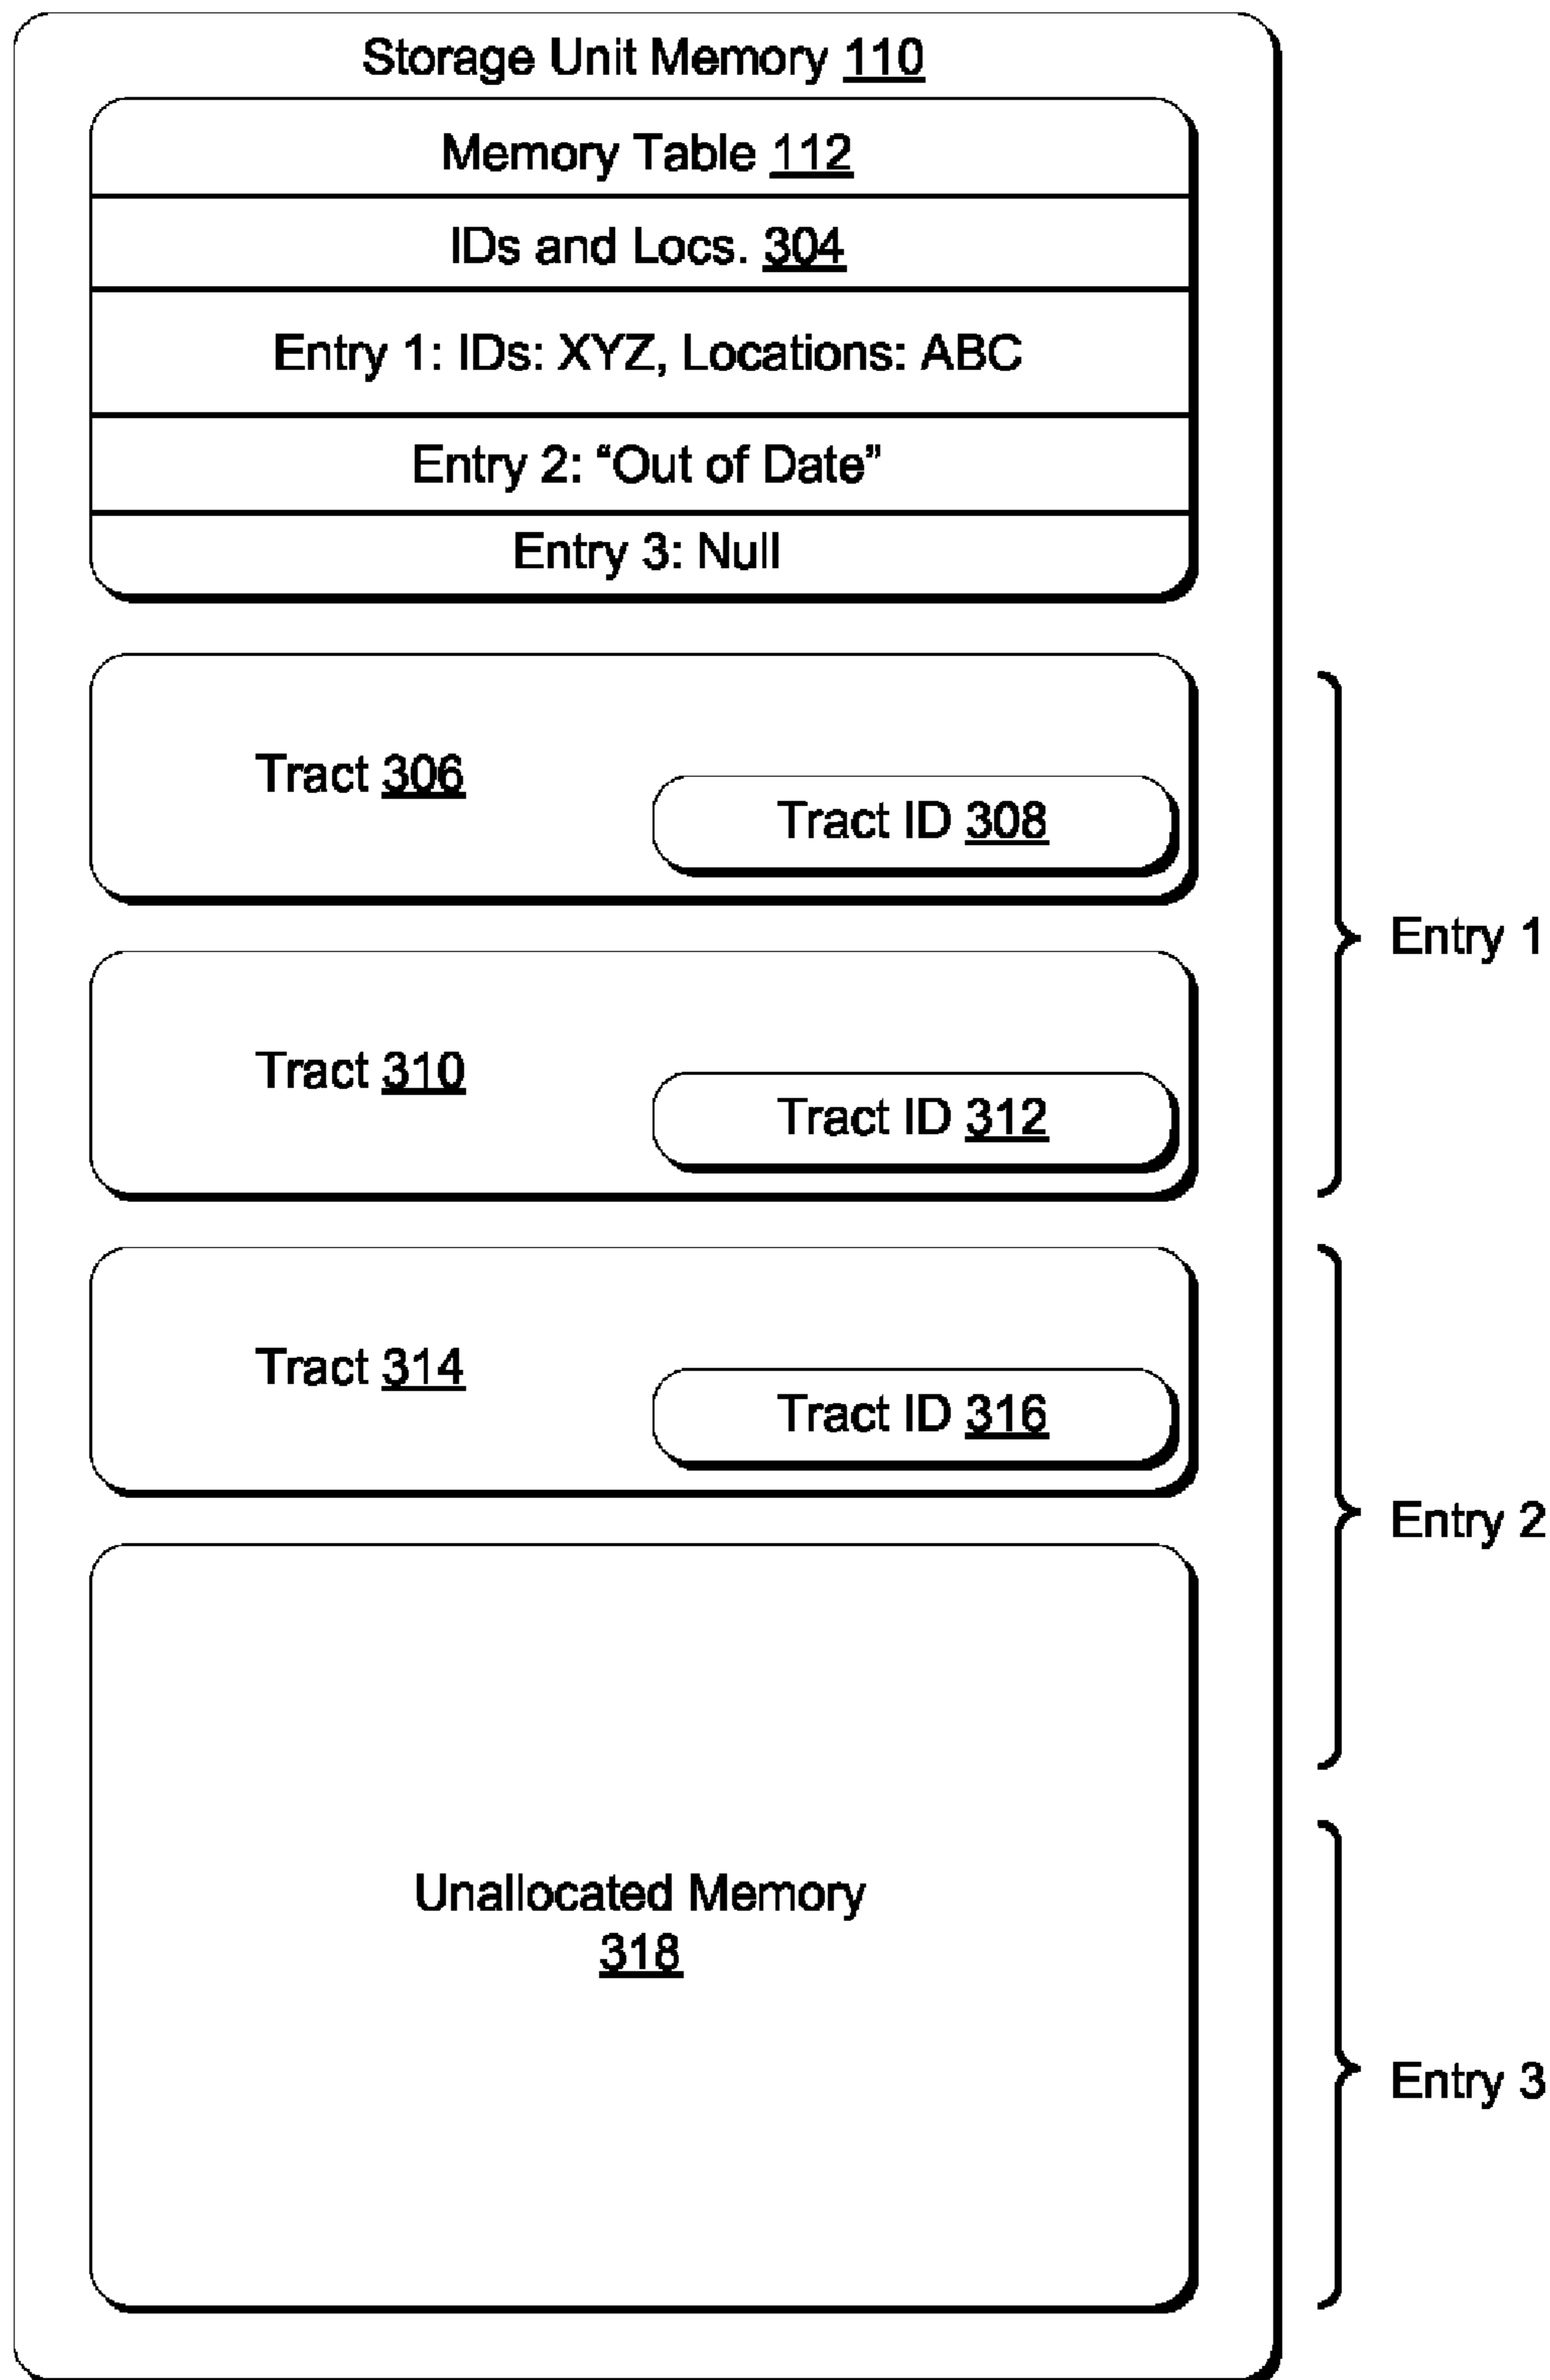 Storage Unit Memory 110
Memory Table 112
IDs and Locs. 304
Entry 1: IDs: XYZ, Locations: ABC
Entry 2: “Out of Date”
Entry 3: Null
Tract 306
Tract ID 308
Entry 1
Tract 310
Tract ID 312
Tract 314
Tract ID 316
Entry 2
Unallocated Memory
318
Entry 3